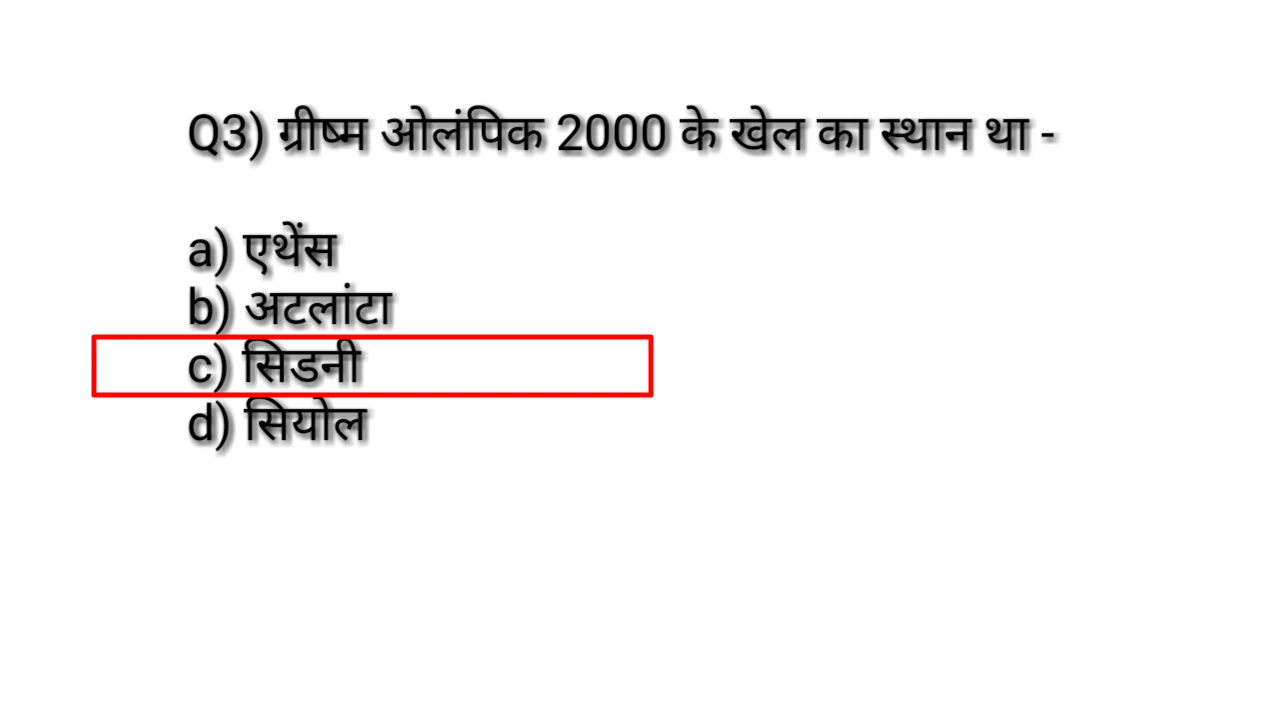 Q3) ग्रीष्म ओलंपिक 2000 के खेल का स्थान था -
a) एथेंस
b) अटलांटा
c) सिडनी
d) सियोल